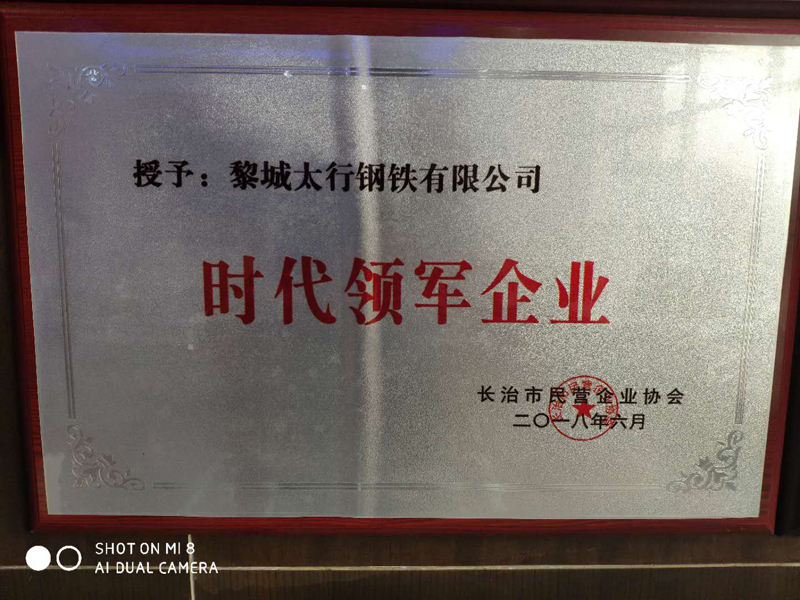 授予：黎城太行钢铁有限公司
时代领军企业
长治市民营企业协会
二〇一八年六月
SHOT ON MI 8
AI DUAL CAMERA